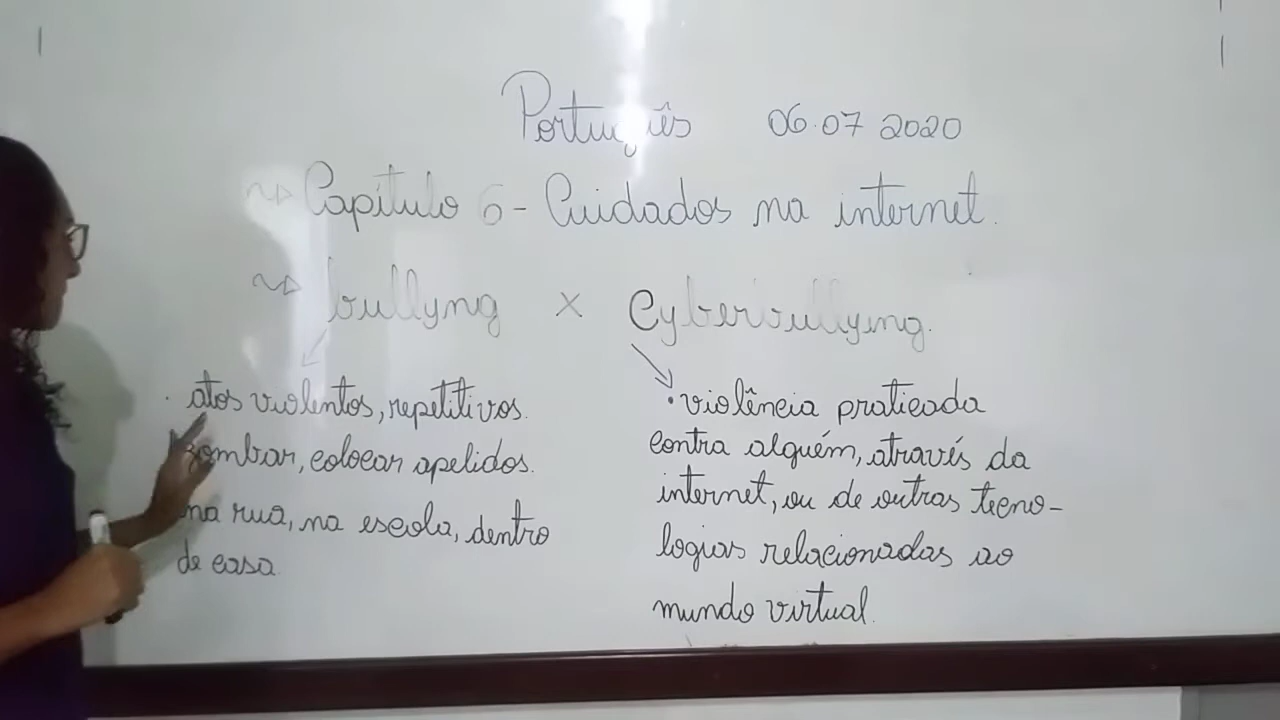 Português 06.07 2020
~> Capítulo 6 - Cuidados na internet.
~> bullyng x Cyberbullying.
· atos violentos, repetitivos.
zombar, colocar apelidos.
na rua, na escola, dentro
de casa.
• violência praticada
contra alguém, através da
internet, ou de outras tecno-
logias relacionadas ao
mundo virtual.